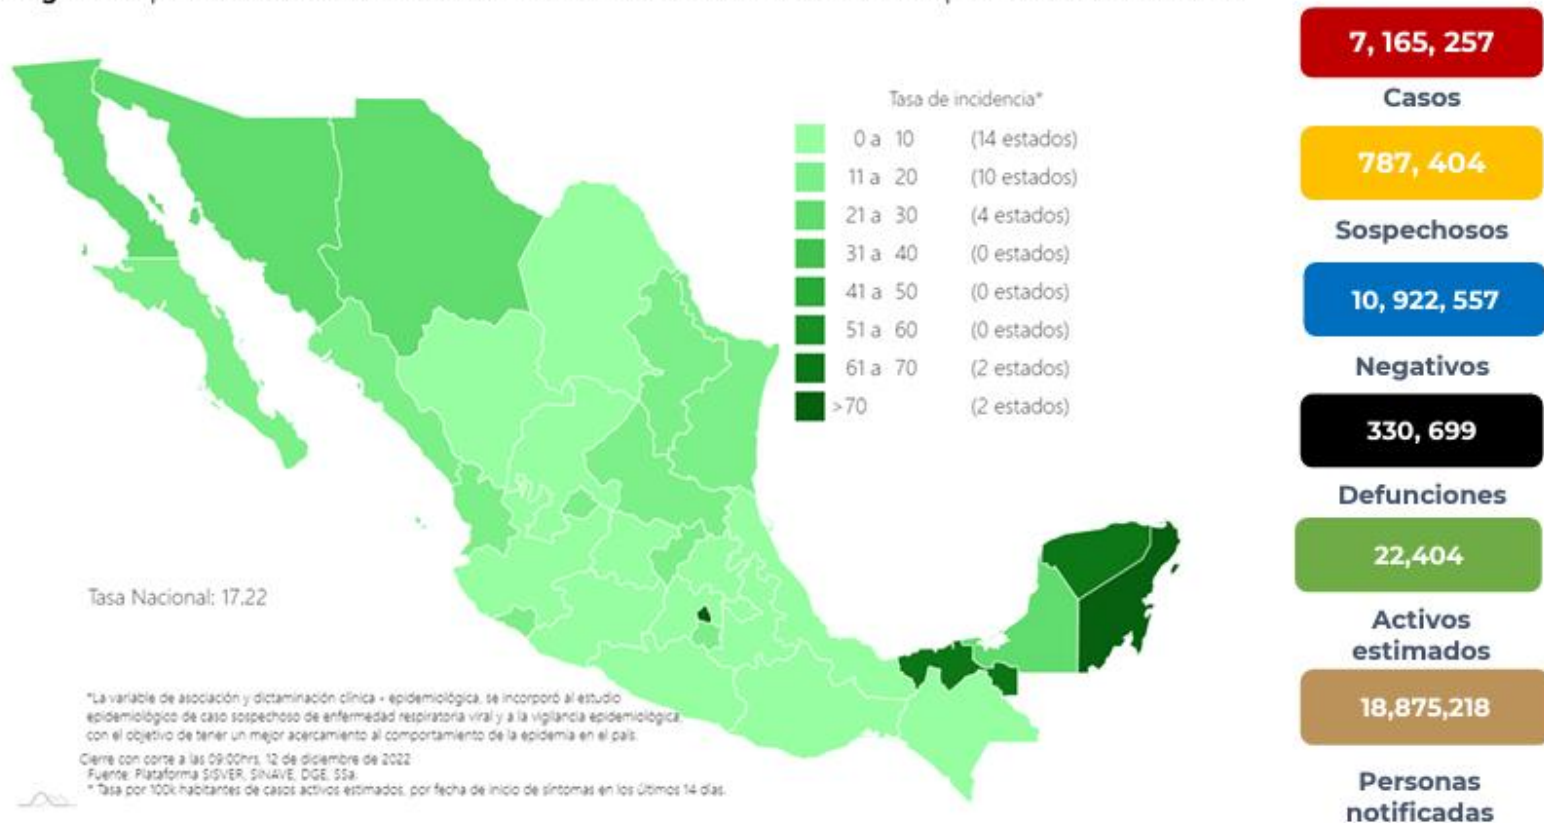 7, 165, 257
Casos
787, 404
Sospechosos
10, 922, 557
Negativos
330, 699
Defunciones
22,404
Activos
estimados
18,875,218
Personas
notificadas
Tasa de incidencia*
0 a 10 (14 estados)
11 a 20 (10 estados)
21 a 30 (4 estados)
31 a 40 (0 estados)
41 a 50 (0 estados)
51 a 60 (0 estados)
61 a 70 (2 estados)
>70 (2 estados)
Tasa Nacional: 17.22
*La variable de asociación y dictaminación clínica - epidemiológica, se incorporó al estudio
epidemiológico de caso sospechoso de enfermedad respiratoria viral y a la vigilancia epidemiológica,
con el objetivo de tener un mejor acercamiento al comportamiento de la epidemia en el país.
Cierre con corte a las 09:00hrs, 12 de diciembre de 2022
Fuente: Plataforma SISVER, SINAVE, DGE, SSa.
* Tasa por 100k habitantes de casos activos estimados, por fecha de inicio de síntomas en los últimos 14 días.